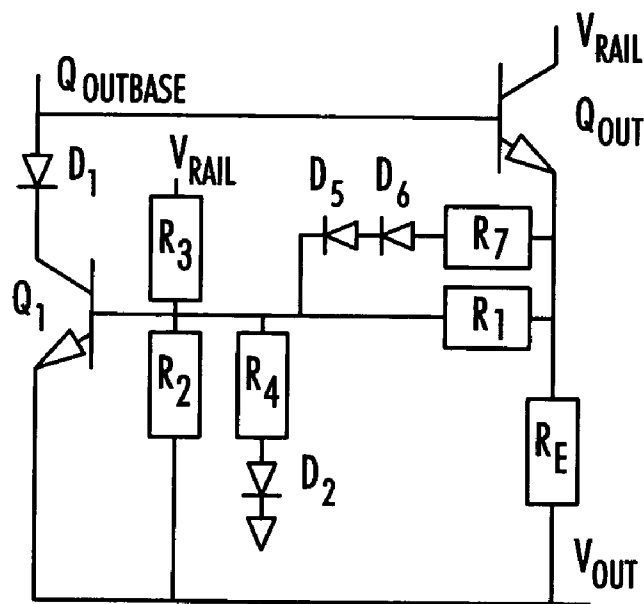 V_RAIL
Q_OUTBASE
Q_OUT
D_1
V_RAIL
D_5 D_6
R_3
R_7
Q_1
R_1
R_2
R_4
R_E
D_2
V_OUT